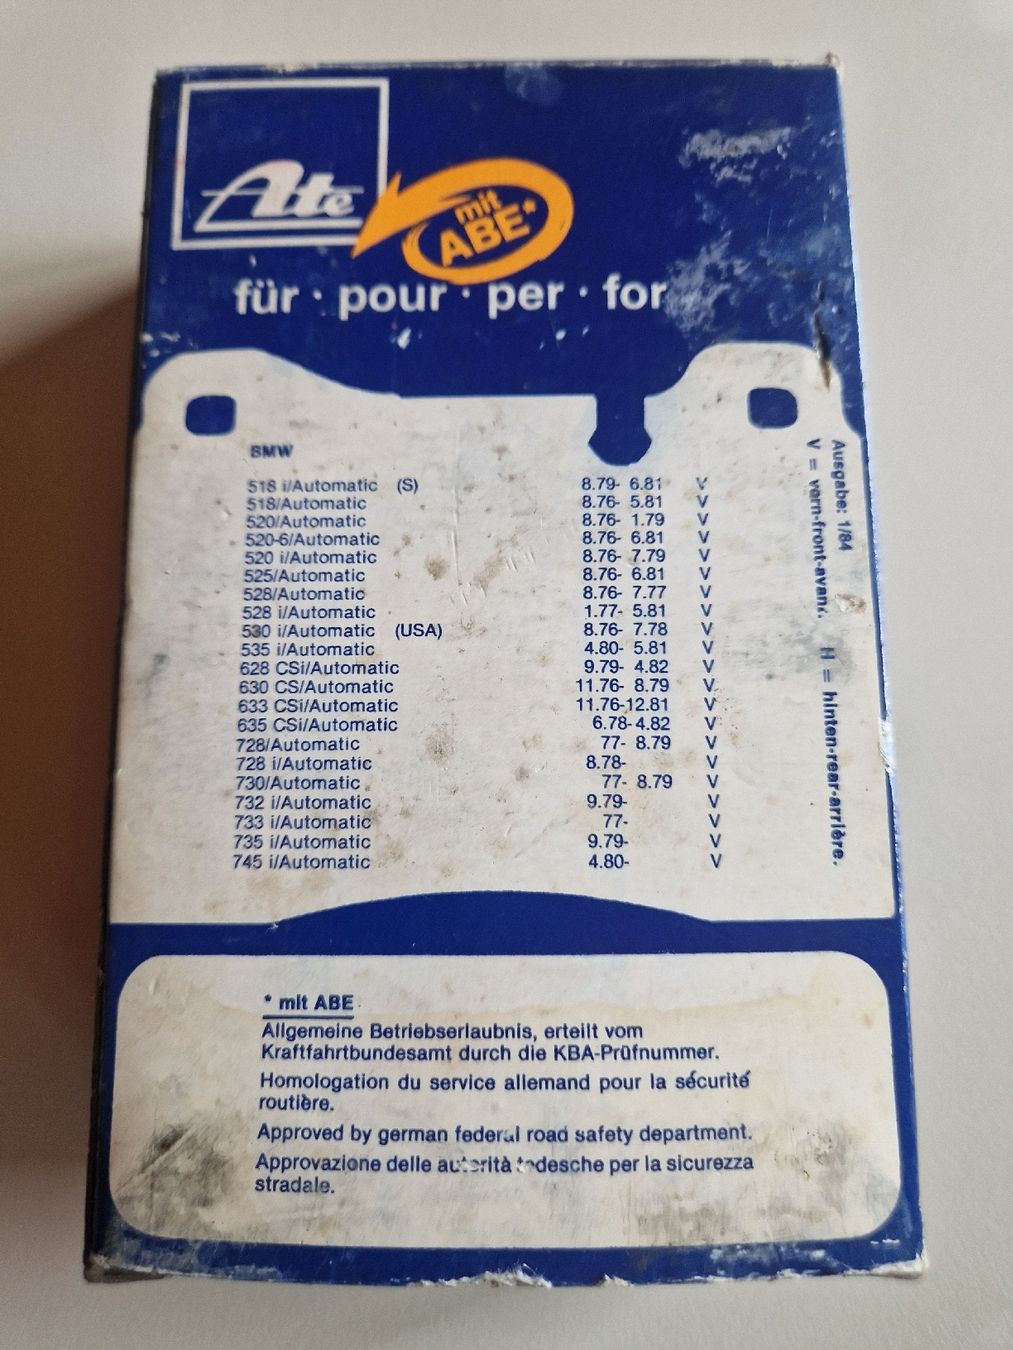 Ate
mit
ABE*
für · pour · per · for
BMW
518 i/Automatic (S) 8.79- 6.81 V
518/Automatic 8.76- 5.81 V
520/Automatic 8.76- 1.79 V
520-6/Automatic 8.76- 6.81 V
520 i/Automatic 8.76- 7.79 V
525/Automatic 8.76- 6.81 V
528/Automatic 8.76- 7.77 V
528 i/Automatic 1.77- 5.81 V
530 i/Automatic (USA) 8.76- 7.78 V
535 i/Automatic 4.80- 5.81 V
628 CSi/Automatic 9.79- 4.82 V
630 CS/Automatic 11.76- 8.79 V
633 CSi/Automatic 11.76-12.81 V
635 CSi/Automatic 6.78- 4.82 V
728/Automatic 77- 8.79 V
728 i/Automatic 8.78- V
730/Automatic 77- 8.79 V
732 i/Automatic 9.79- V
733 i/Automatic 77- V
735 i/Automatic 9.79- V
745 i/Automatic 4.80- V
Ausgabe: 1/84
V = vorn-front-avant. H = hinten-rear-arrière.
* mit ABE
Allgemeine Betriebserlaubnis, erteilt vom
Kraftfahrtbundesamt durch die KBA-Prüfnummer.
Homologation du service allemand pour la sécurité
routière.
Approved by german federal road safety department.
Approvazione delle autorità tedesche per la sicurezza
stradale.